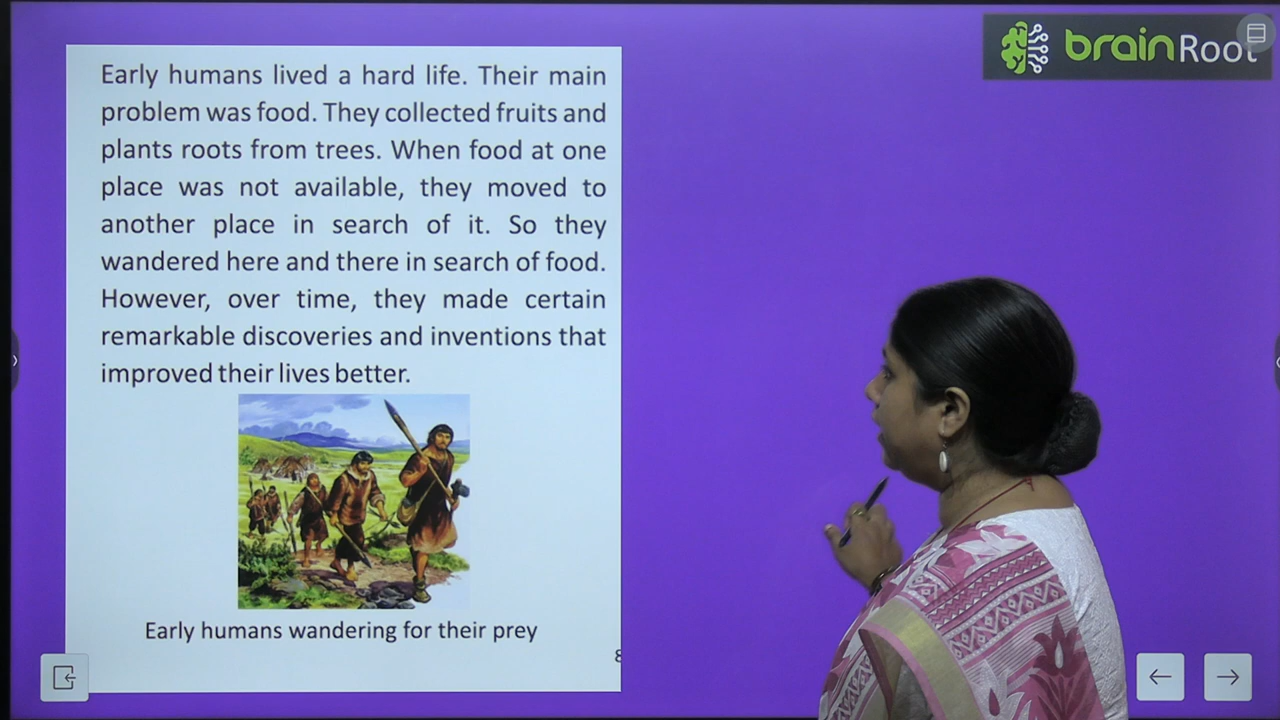 brainRoot
Early humans lived a hard life. Their main
problem was food. They collected fruits and
plants roots from trees. When food at one
place was not available, they moved to
another place in search of it. So they
wandered here and there in search of food.
However, over time, they made certain
remarkable discoveries and inventions that
improved their lives better.
Early humans wandering for their prey